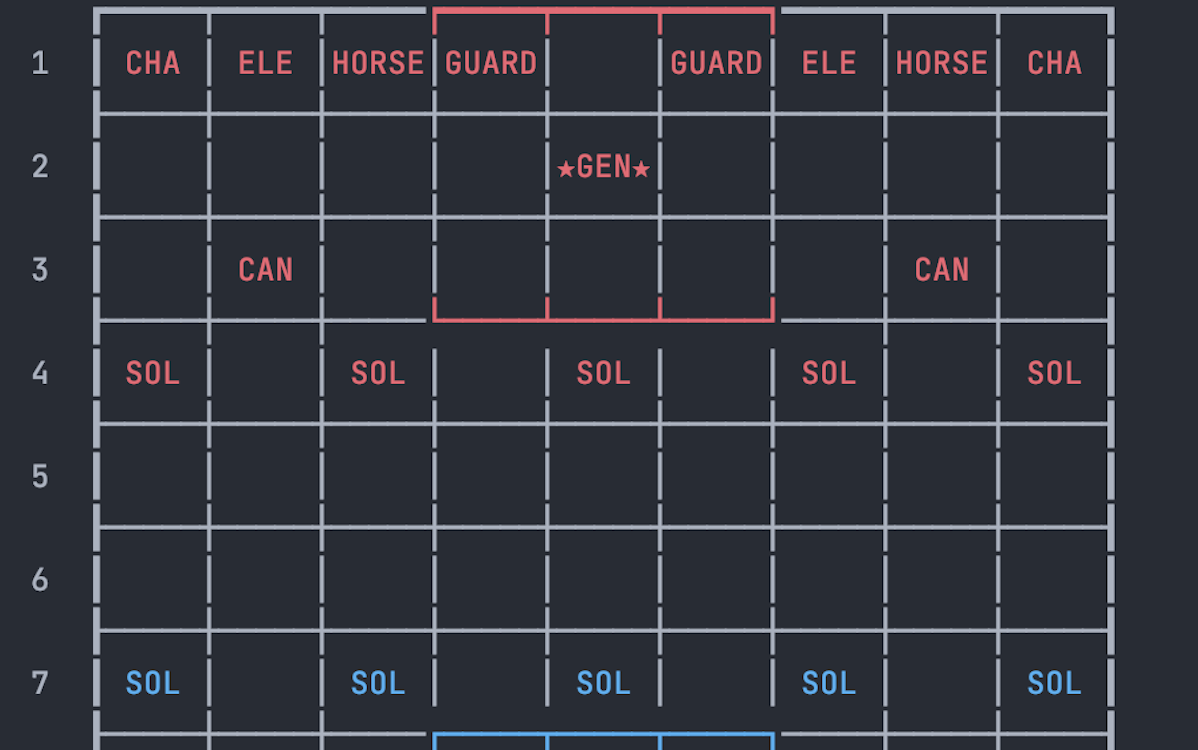 1 CHA ELE HORSE GUARD GUARD ELE HORSE CHA
2 ★GEN★
3 CAN CAN
4 SOL SOL SOL SOL SOL
5
6
7 SOL SOL SOL SOL SOL